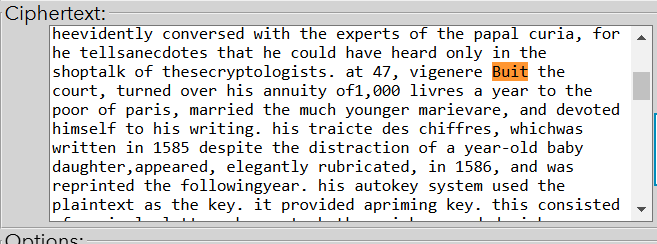 Ciphertext:
heevidently conversed with the experts of the papal curia, for
he tellsanecdotes that he could have heard only in the
shoptalk of thesecryptologists. at 47, vigenere Buit the
court, turned over his annuity of1,000 livres a year to the
poor of paris, married the much younger marievare, and devoted
himself to his writing. his traicte des chiffres, whichwas
written in 1585 despite the distraction of a year-old baby
daughter,appeared, elegantly rubricated, in 1586, and was
reprinted the followingyear. his autokey system used the
plaintext as the key. it provided apriming key. this consisted
Options: